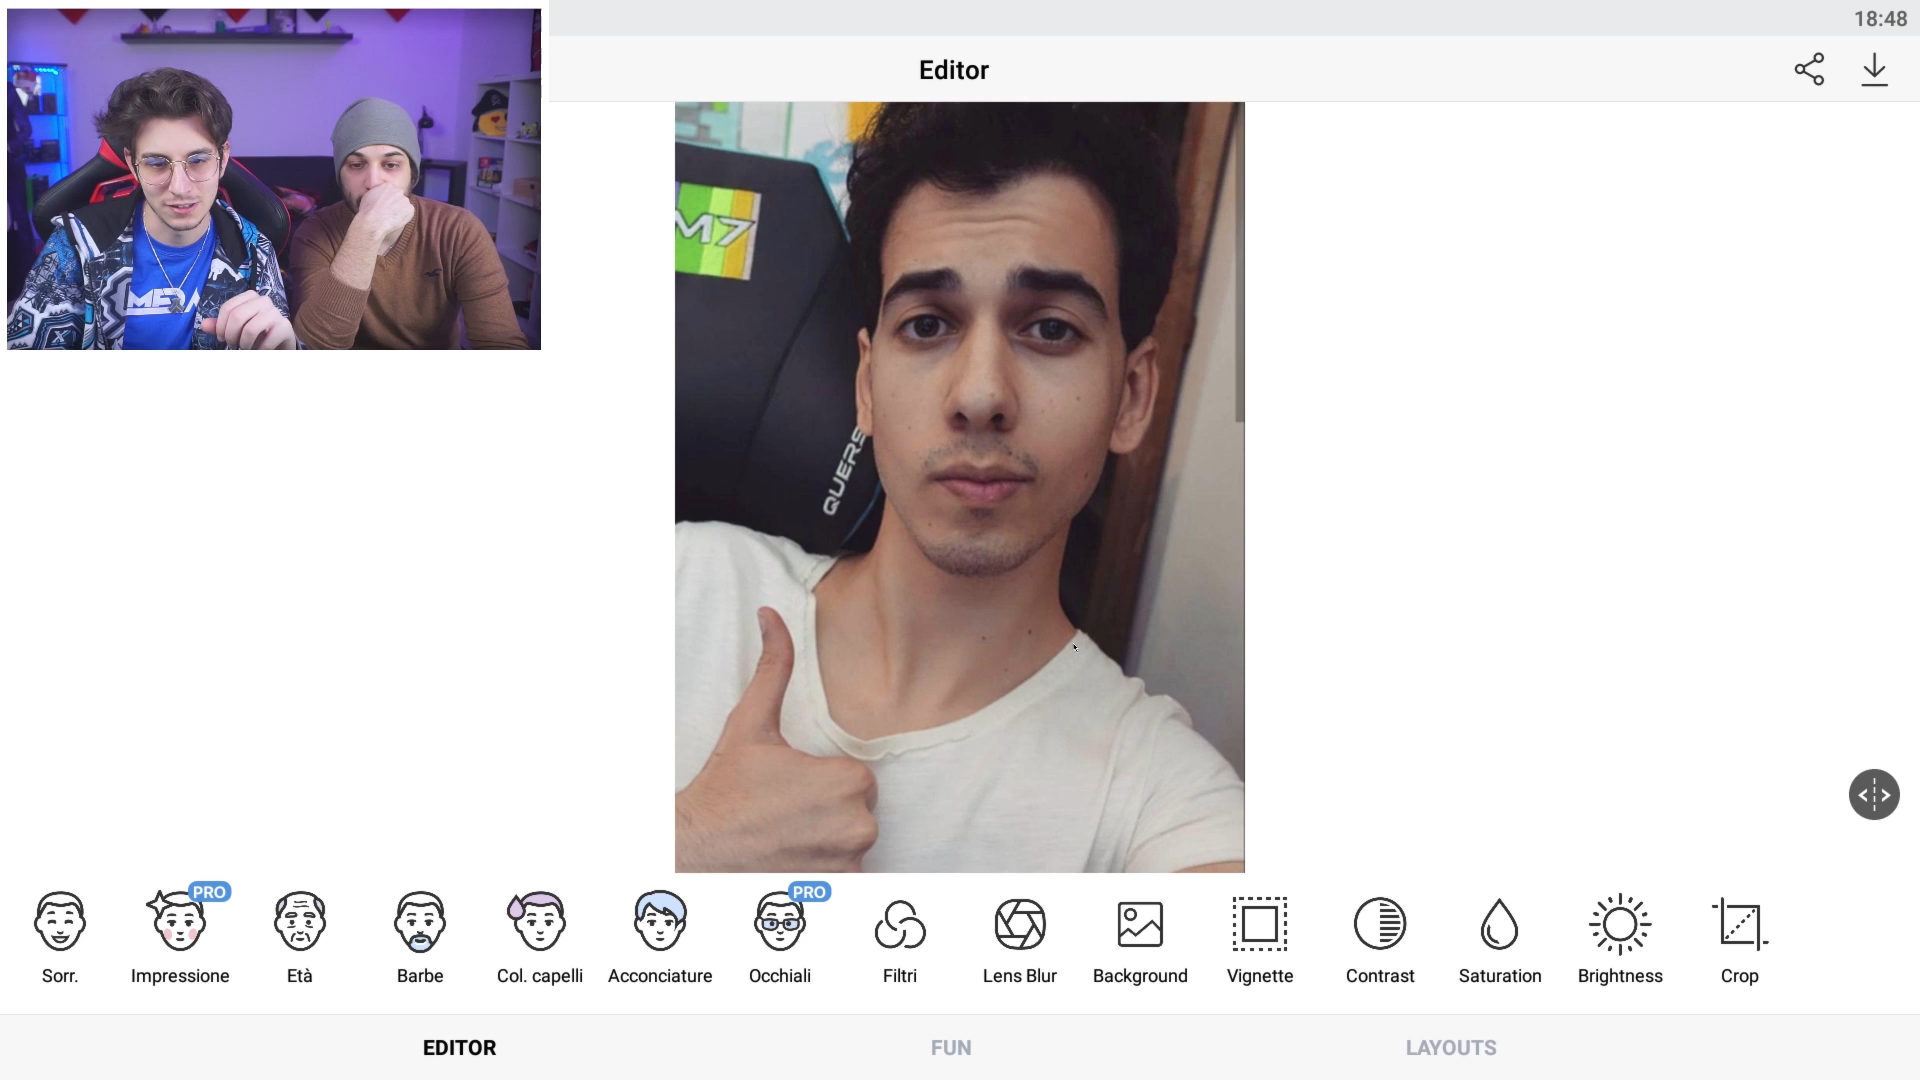 18:48
Editor
M7
QUERS
PRO
PRO
Sorr.
Impressione
Età
Barbe
Col. capelli
Acconciature
Occhiali
Filtri
Lens Blur
Background
Vignette
Contrast
Saturation
Brightness
Crop
EDITOR
FUN
LAYOUTS